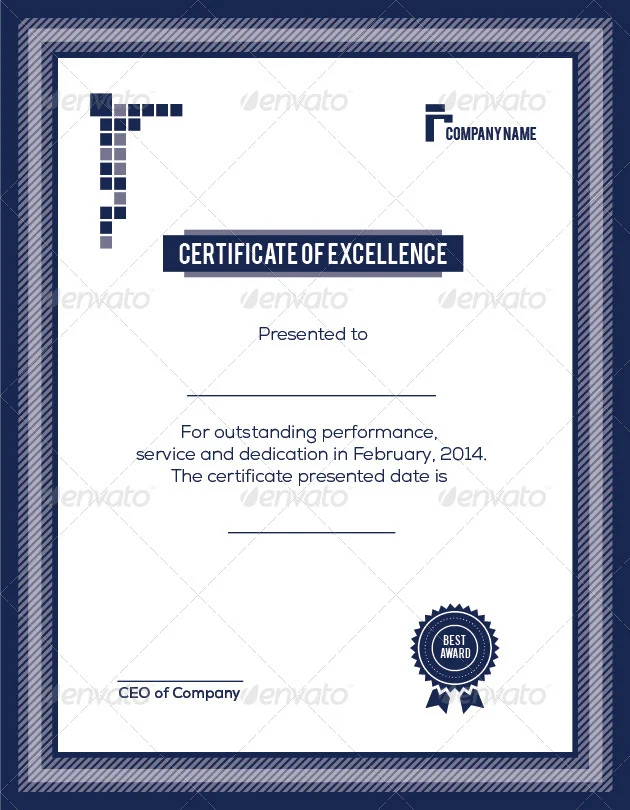 COMPANY NAME
CERTIFICATE OF EXCELLENCE
Presented to
For outstanding performance,
service and dedication in February, 2014.
The certificate presented date is
BEST
AWARD
CEO of Company
envato
envato
envato
envato
envato
envato
envato
envato
envato
envato
envato
envato